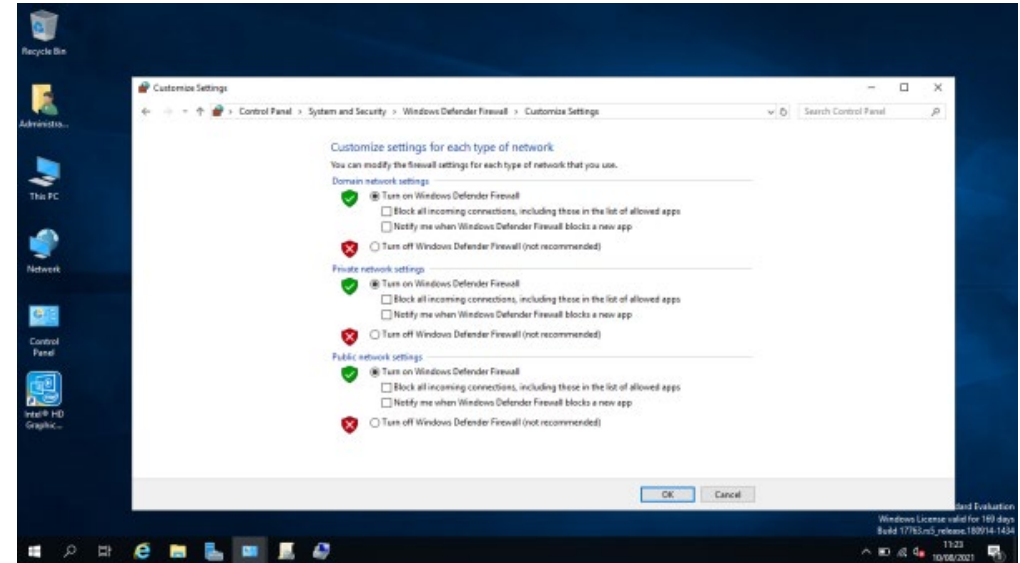 Recycle Bin
Administra...
This PC
Network
Control
Panel
Intel® HD
Graphic...
Customize Settings
Control Panel > System and Security > Windows Defender Firewall > Customize Settings
Search Control Panel
Customize settings for each type of network
You can modify the firewall settings for each type of network that you use.
Domain network settings
Turn on Windows Defender Firewall
Block all incoming connections, including those in the list of allowed apps
Notify me when Windows Defender Firewall blocks a new app
Turn off Windows Defender Firewall (not recommended)
Private network settings
Turn on Windows Defender Firewall
Block all incoming connections, including those in the list of allowed apps
Notify me when Windows Defender Firewall blocks a new app
Turn off Windows Defender Firewall (not recommended)
Public network settings
Turn on Windows Defender Firewall
Block all incoming connections, including those in the list of allowed apps
Notify me when Windows Defender Firewall blocks a new app
Turn off Windows Defender Firewall (not recommended)
OK Cancel
dard Evaluation
Windows License valid for 169 days
Build 17763.rs5_release.180914-1434
11:23
10/08/2021